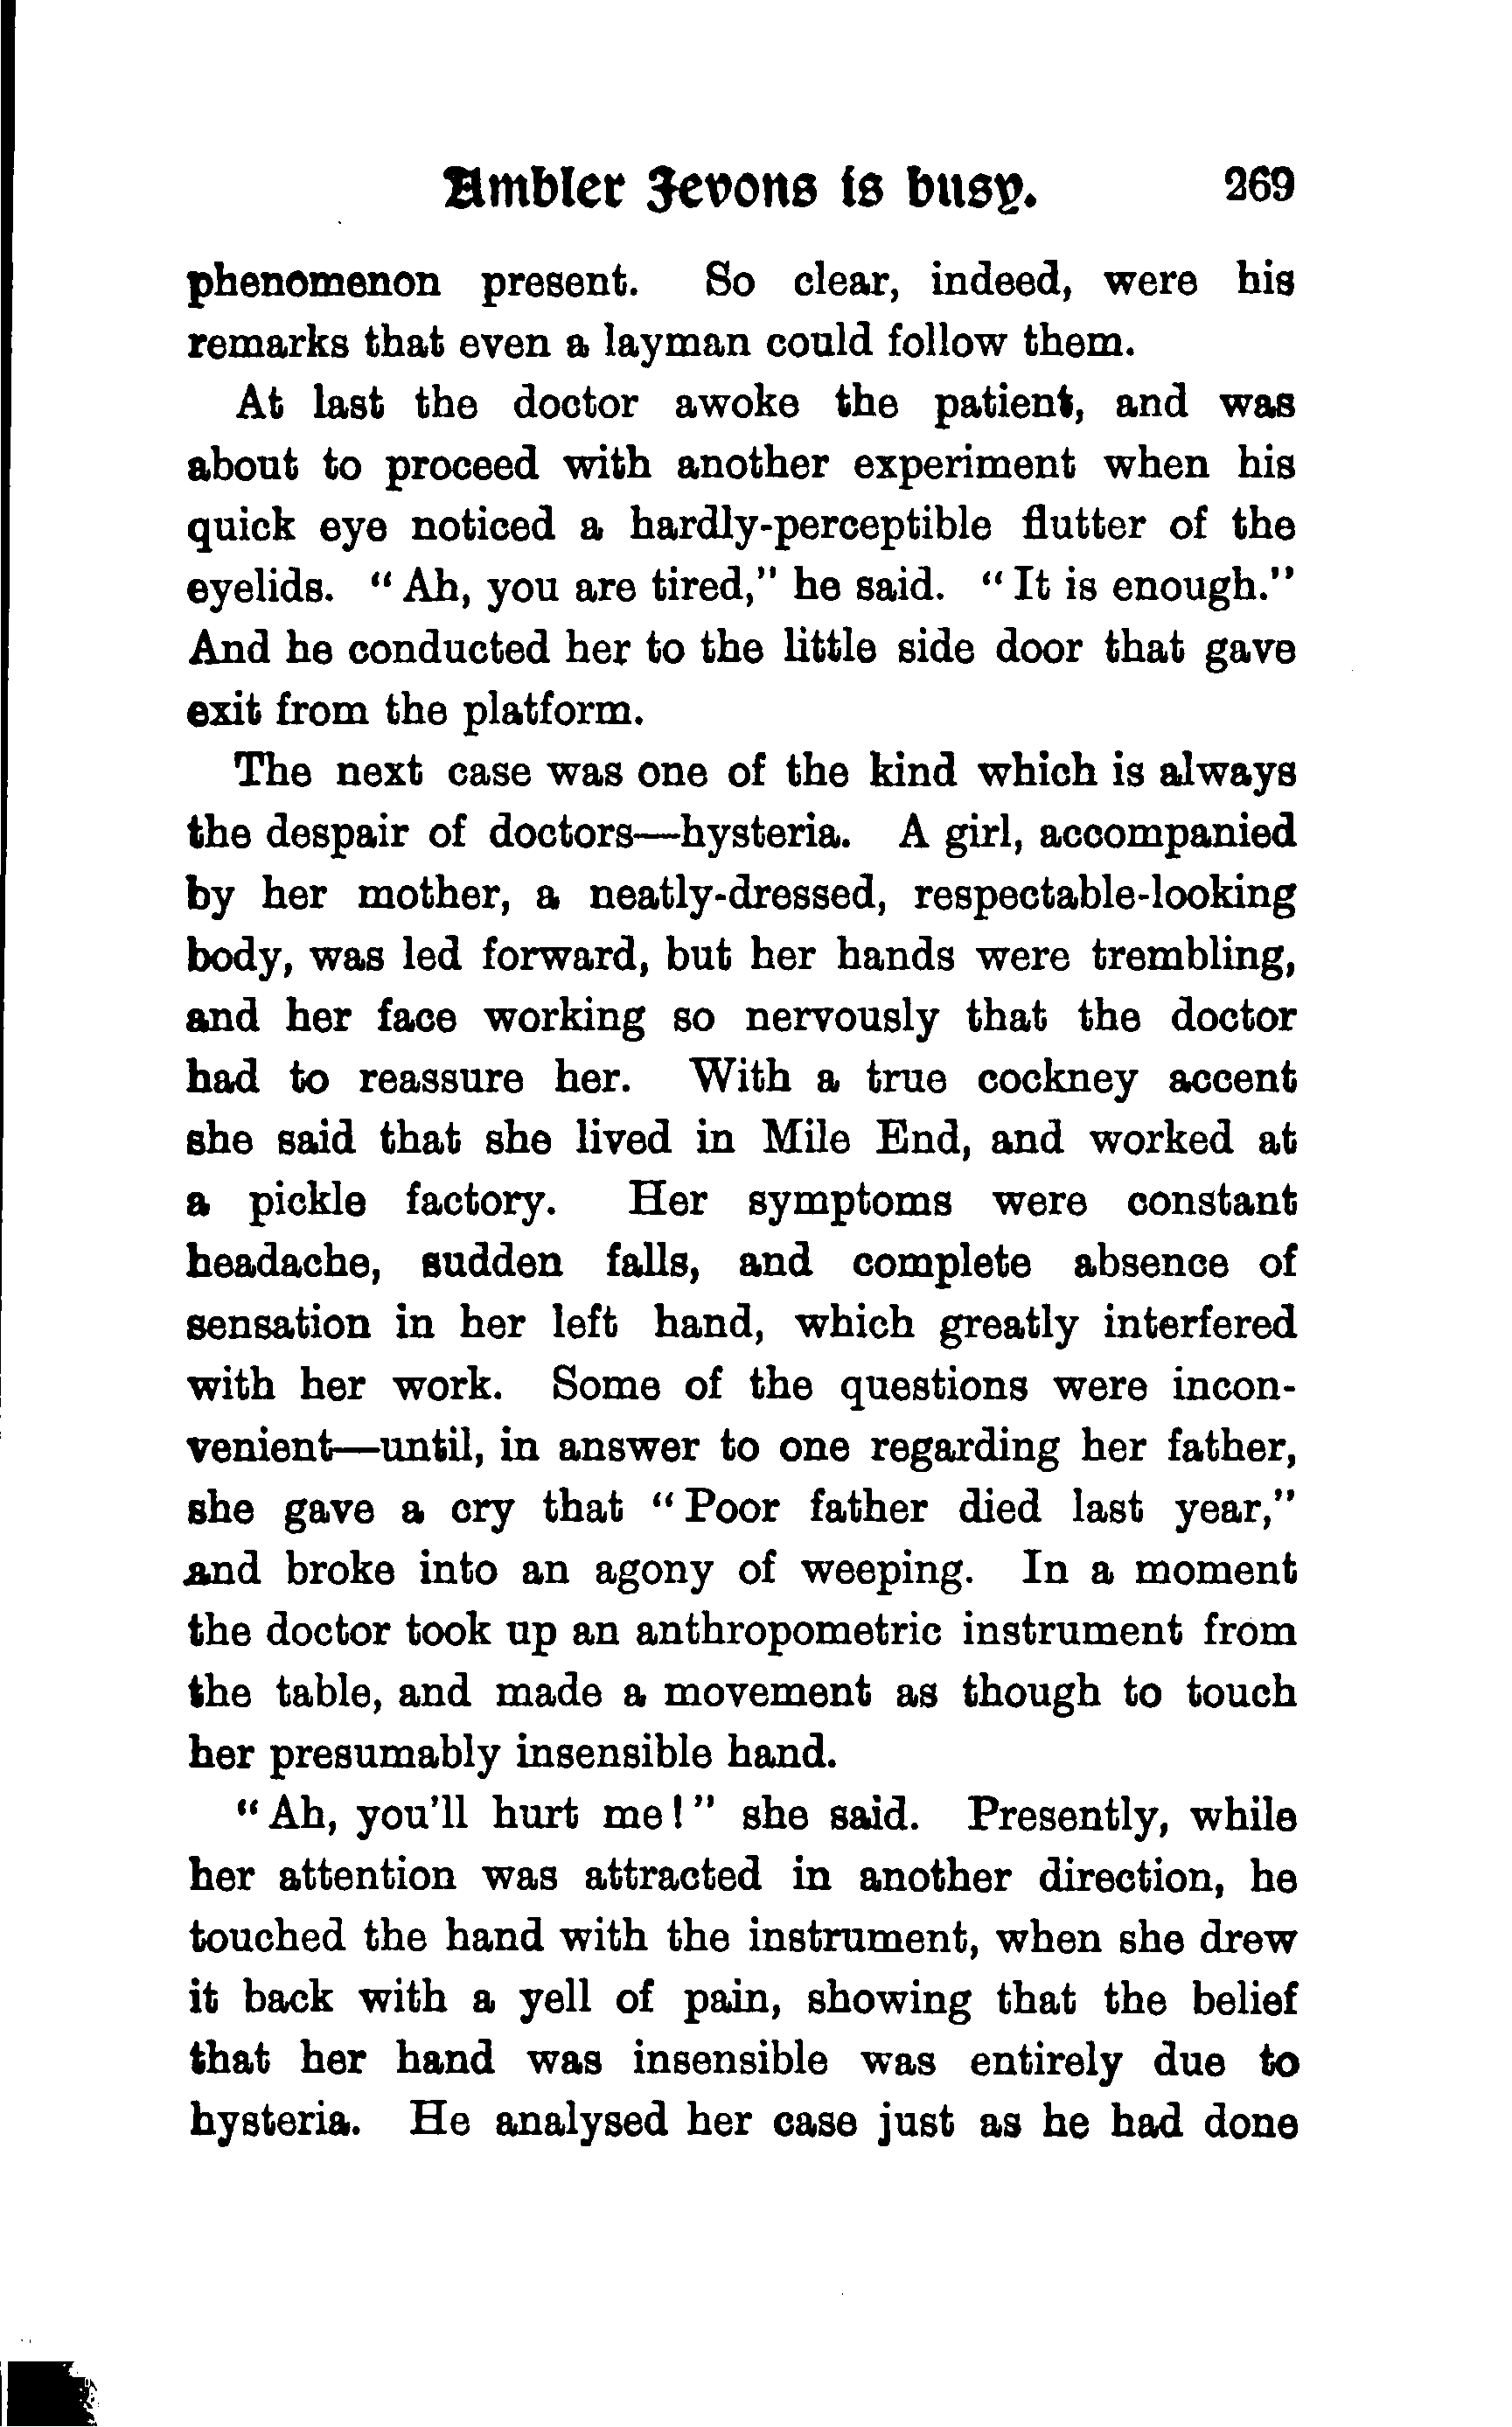 Ambler Jevons is busy. 269
phenomenon present. So clear, indeed, were his
remarks that even a layman could follow them.
At last the doctor awoke the patient, and was
about to proceed with another experiment when his
quick eye noticed a hardly-perceptible flutter of the
eyelids. "Ah, you are tired," he said. "It is enough."
And he conducted her to the little side door that gave
exit from the platform.
The next case was one of the kind which is always
the despair of doctors—hysteria. A girl, accompanied
by her mother, a neatly-dressed, respectable-looking
body, was led forward, but her hands were trembling,
and her face working so nervously that the doctor
had to reassure her. With a true cockney accent
she said that she lived in Mile End, and worked at
a pickle factory. Her symptoms were constant
headache, sudden falls, and complete absence of
sensation in her left hand, which greatly interfered
with her work. Some of the questions were incon-
venient—until, in answer to one regarding her father,
she gave a cry that "Poor father died last year,"
and broke into an agony of weeping. In a moment
the doctor took up an anthropometric instrument from
the table, and made a movement as though to touch
her presumably insensible hand.
"Ah, you'll hurt me!" she said. Presently, while
her attention was attracted in another direction, he
touched the hand with the instrument, when she drew
it back with a yell of pain, showing that the belief
that her hand was insensible was entirely due to
hysteria. He analysed her case just as he had done